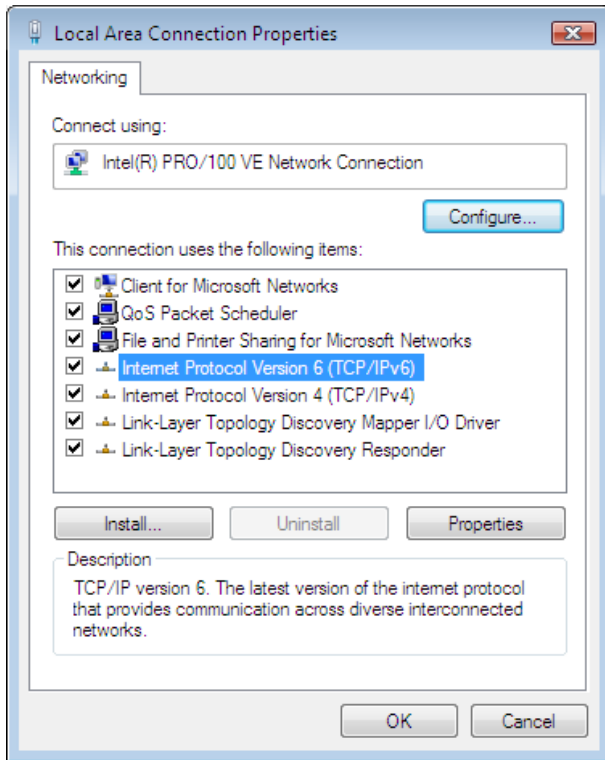 Local Area Connection Properties
Networking
Connect using:
Intel(R) PRO/100 VE Network Connection
Configure...
This connection uses the following items:
Client for Microsoft Networks
QoS Packet Scheduler
File and Printer Sharing for Microsoft Networks
Internet Protocol Version 6 (TCP/IPv6)
Internet Protocol Version 4 (TCP/IPv4)
Link-Layer Topology Discovery Mapper I/O Driver
Link-Layer Topology Discovery Responder
Install... Uninstall Properties
Description
TCP/IP version 6. The latest version of the internet protocol
that provides communication across diverse interconnected
networks.
OK Cancel